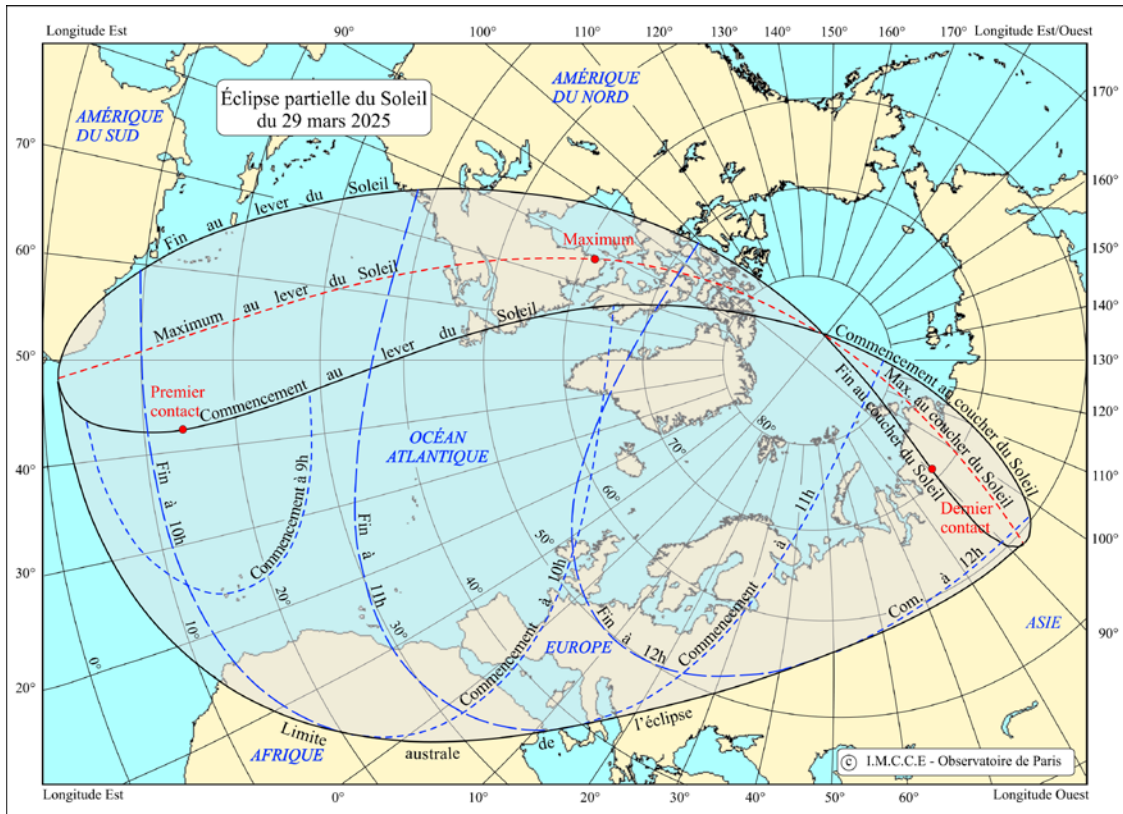 Longitude Est
90°
100°
110°
120°
130°
140°
150°
160°
170°
Longitude Est/Ouest
Éclipse partielle du Soleil
du 29 mars 2025
AMÉRIQUE
DU SUD
AMÉRIQUE
DU NORD
70°
60°
50°
40°
30°
20°
170°
160°
150°
140°
130°
120°
110°
100°
90°
Fin au lever du Soleil
Maximum au lever du Soleil
Maximum
Commencement au lever du Soleil
Premier
contact
Commencement au coucher du Soleil
Max. au coucher du Soleil
Fin au coucher du Soleil
Dernier
contact
OCÉAN
ATLANTIQUE
80°
70°
60°
50°
40°
30°
20°
10°
0°
Fin à 10h
Commencement à 9h
Fin à 11h
Commencement à 10h
Fin à 12h
Commencement à 11h
Com. à 12h
EUROPE
ASIE
AFRIQUE
Limite australe de l'éclipse
© I.M.C.C.E - Observatoire de Paris
Longitude Est
0°
10°
20°
30°
40°
50°
60°
Longitude Ouest